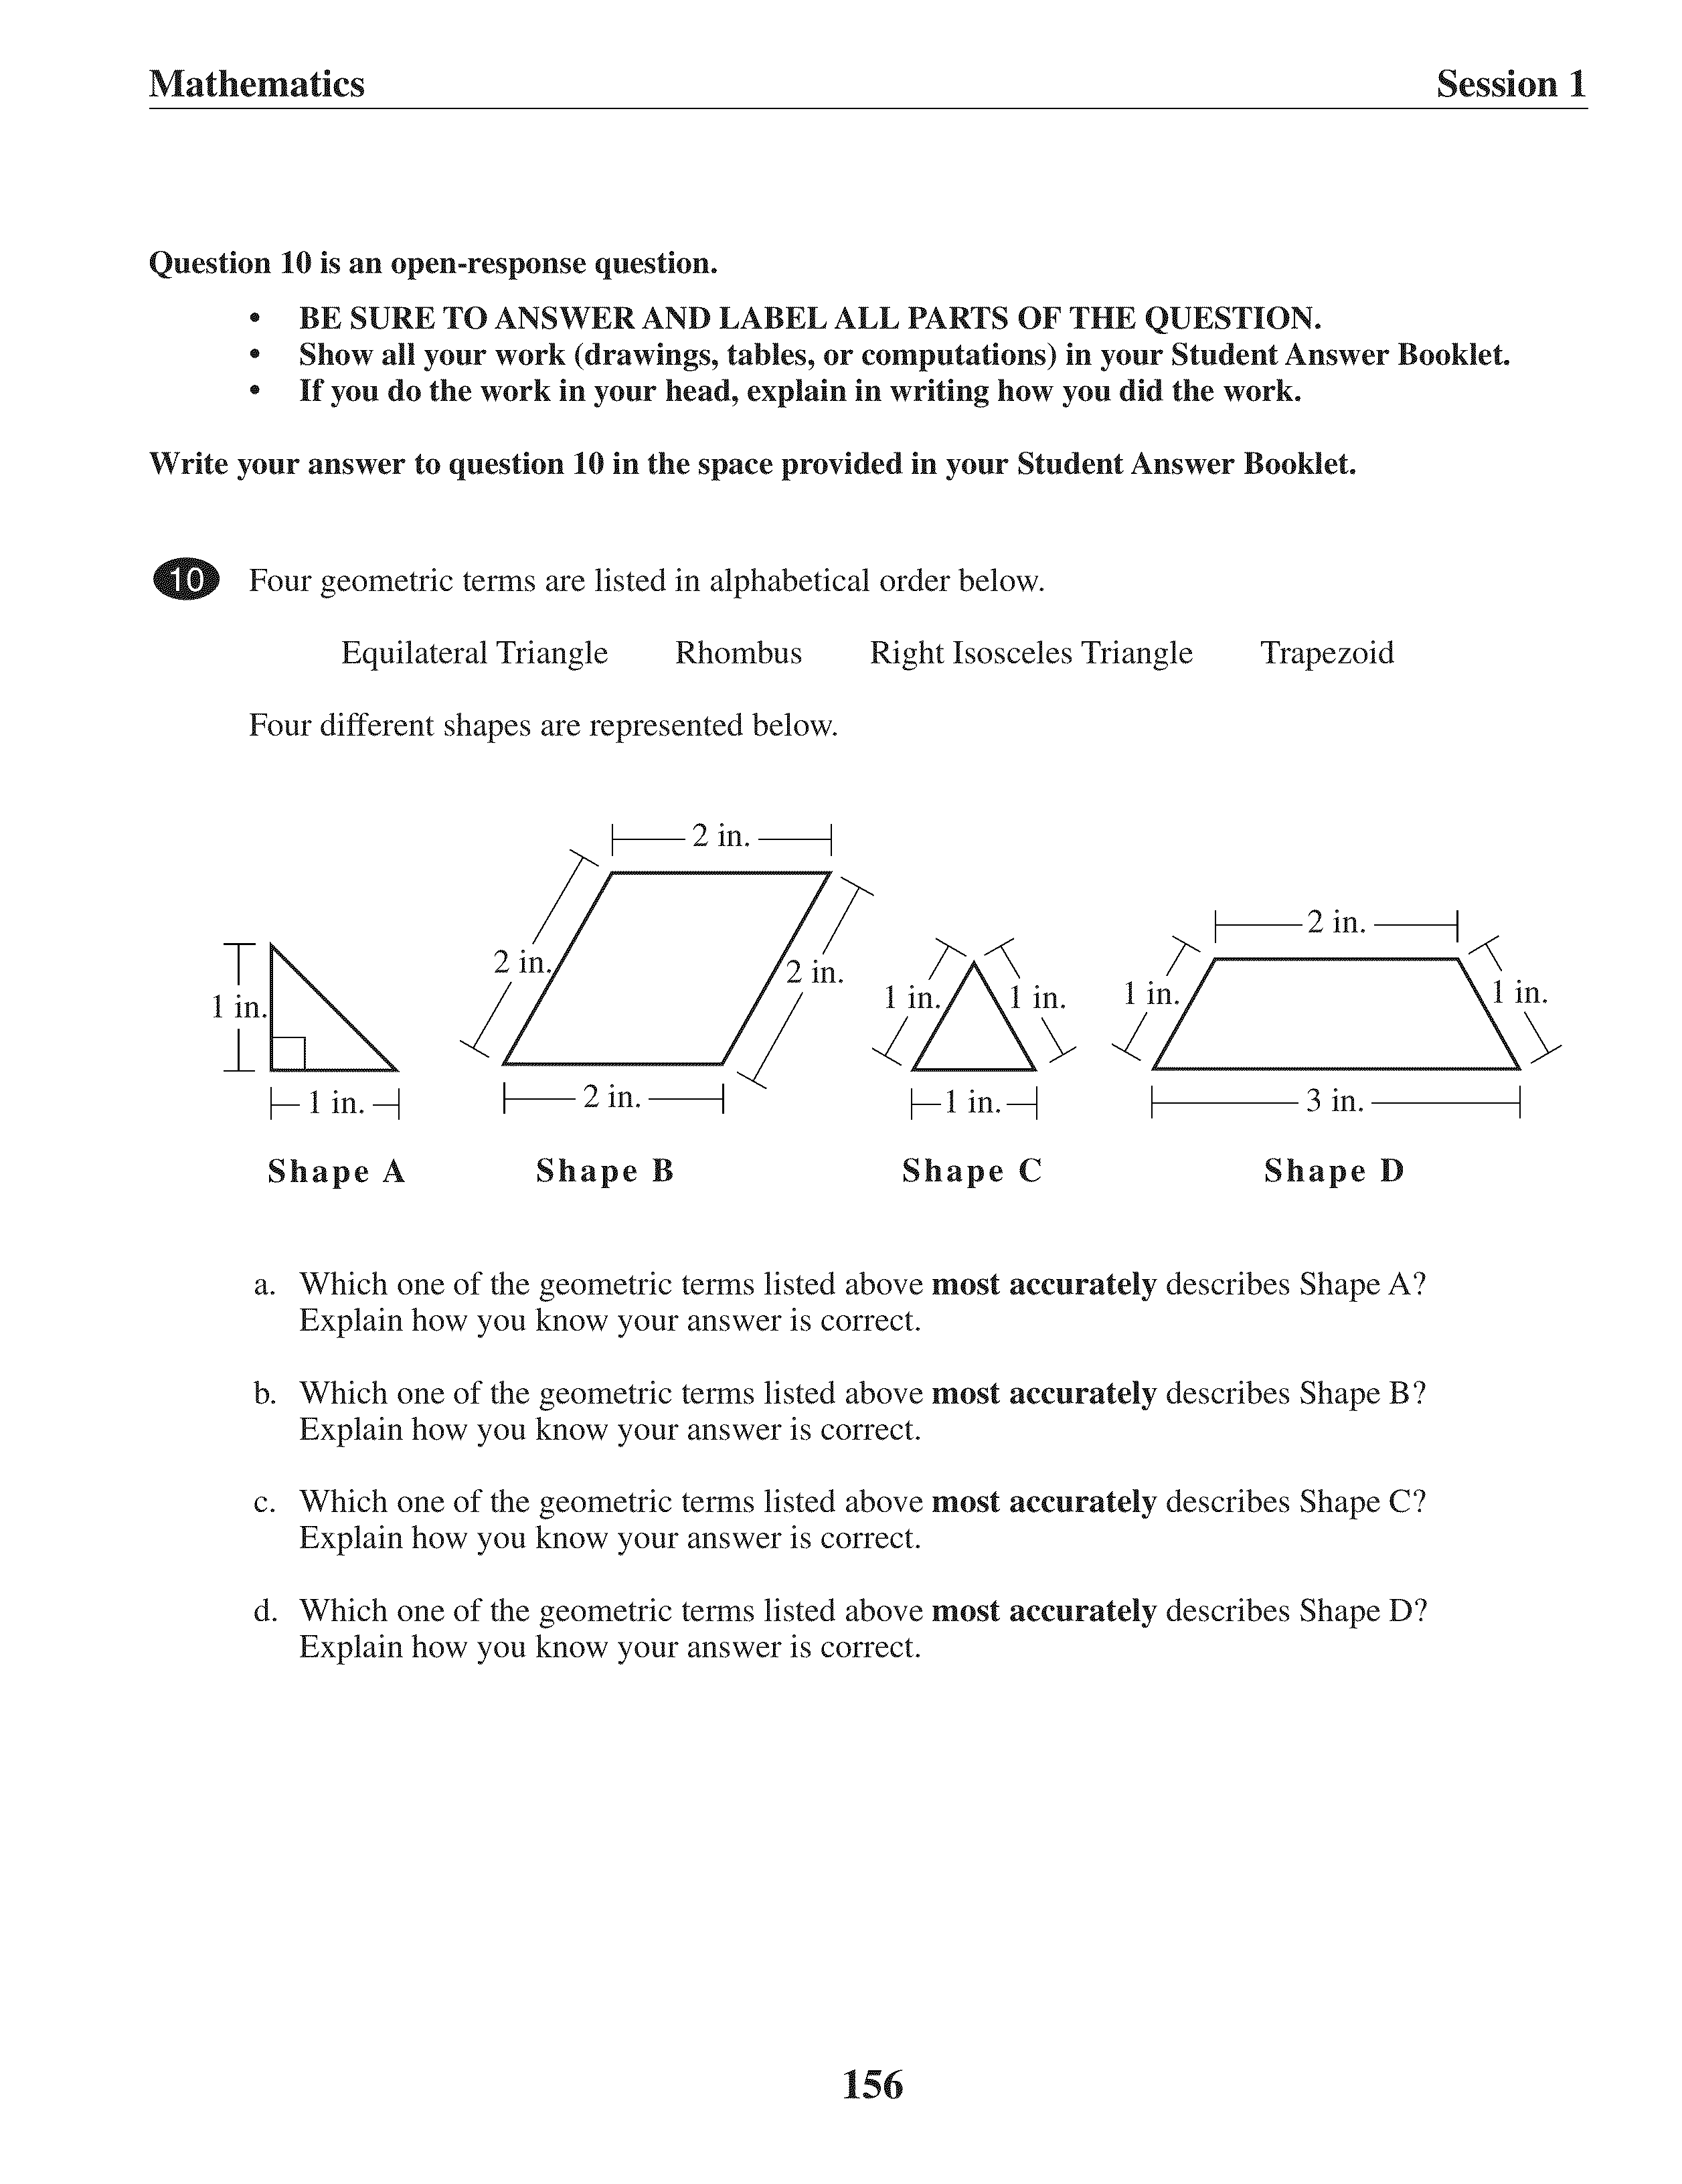 Mathematics
Session 1
Question 10 is an open-response question.
• BE SURE TO ANSWER AND LABEL ALL PARTS OF THE QUESTION.
• Show all your work (drawings, tables, or computations) in your Student Answer Booklet.
• If you do the work in your head, explain in writing how you did the work.
Write your answer to question 10 in the space provided in your Student Answer Booklet.
10 Four geometric terms are listed in alphabetical order below.
Equilateral Triangle Rhombus Right Isosceles Triangle Trapezoid
Four different shapes are represented below.
1 in.
1 in.
Shape A
2 in.
2 in.
2 in.
2 in.
Shape B
1 in.
1 in.
1 in.
Shape C
2 in.
1 in.
1 in.
3 in.
Shape D
a. Which one of the geometric terms listed above most accurately describes Shape A?
Explain how you know your answer is correct.
b. Which one of the geometric terms listed above most accurately describes Shape B?
Explain how you know your answer is correct.
c. Which one of the geometric terms listed above most accurately describes Shape C?
Explain how you know your answer is correct.
d. Which one of the geometric terms listed above most accurately describes Shape D?
Explain how you know your answer is correct.
156